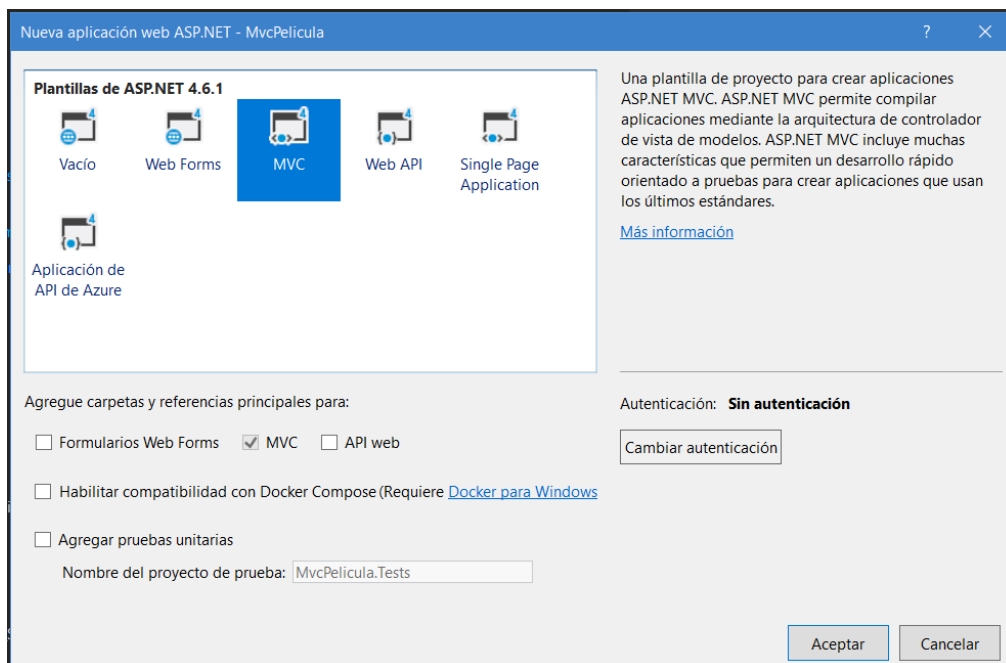 Nueva aplicación web ASP.NET - MvcPelicula
?
Plantillas de ASP.NET 4.6.1
Vacío
Web Forms
MVC
Web API
Single Page
Application
Aplicación de
API de Azure
Una plantilla de proyecto para crear aplicaciones
ASP.NET MVC. ASP.NET MVC permite compilar
aplicaciones mediante la arquitectura de controlador
de vista de modelos. ASP.NET MVC incluye muchas
características que permiten un desarrollo rápido
orientado a pruebas para crear aplicaciones que usan
los últimos estándares.
Más información
Agregue carpetas y referencias principales para:
Formularios Web Forms
MVC
API web
Habilitar compatibilidad con Docker Compose (Requiere Docker para Windows
Agregar pruebas unitarias
Nombre del proyecto de prueba: MvcPelicula.Tests
Autenticación: Sin autenticación
Cambiar autenticación
Aceptar
Cancelar